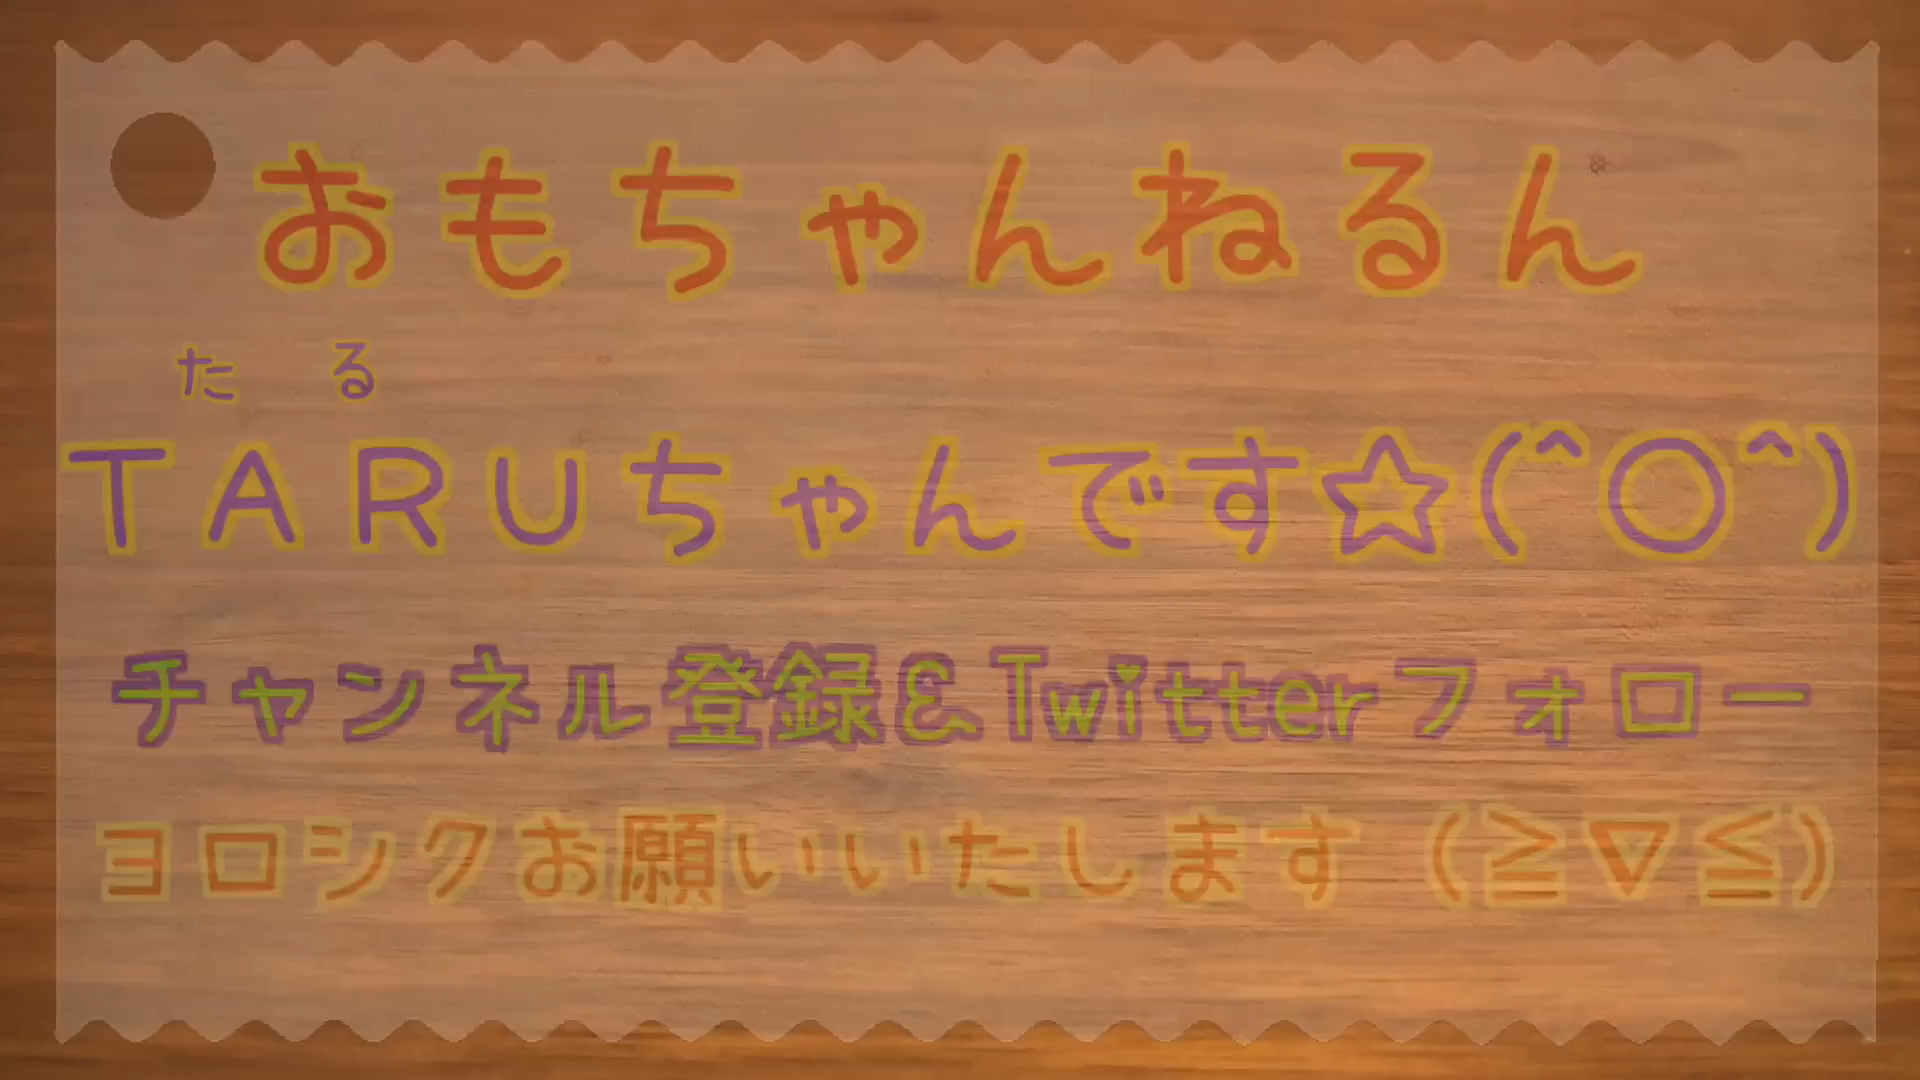 おもちゃんねるん
たる
ＴＡＲＵちゃんです☆(^〇^)
チャンネル登録&Twitterフォロー
ヨロシクお願いいたします（≧▽≦）